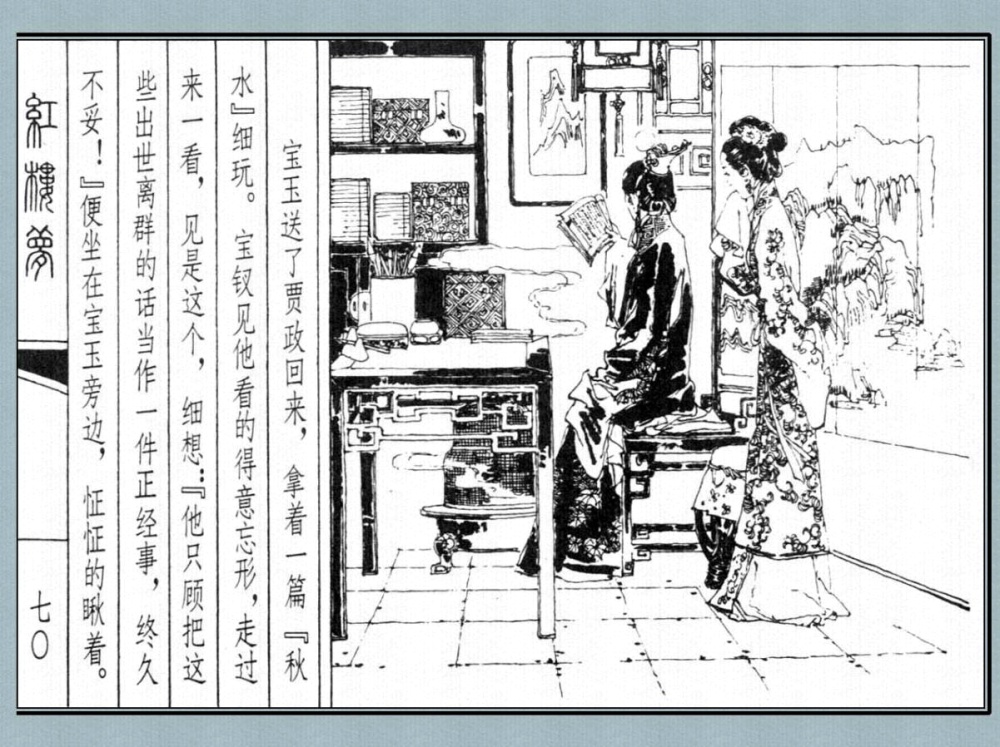 宝玉送了贾政回来，拿着一篇『秋
水』细玩。宝钗见他看的得意忘形，走过
来一看，见是这个，细想：『他只顾把这
些出世离群的话当作一件正经事，终久
不妥！』便坐在宝玉旁边，怔怔的瞅着。
紅樓夢
七〇